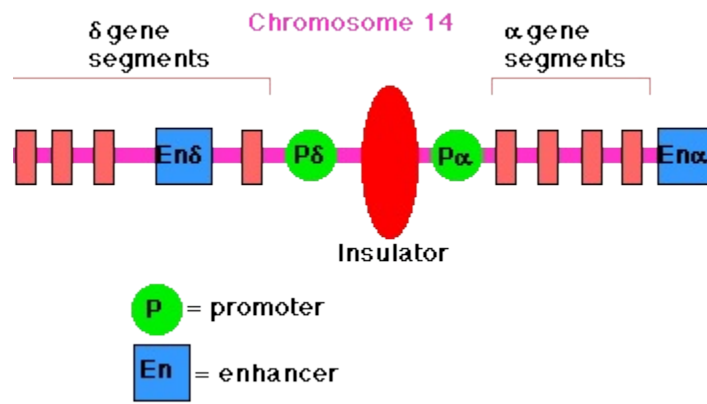 Chromosome 14
δ gene
segments
α gene
segments
Enδ
Pδ
Pα
Enα
Insulator
P = promoter
En = enhancer